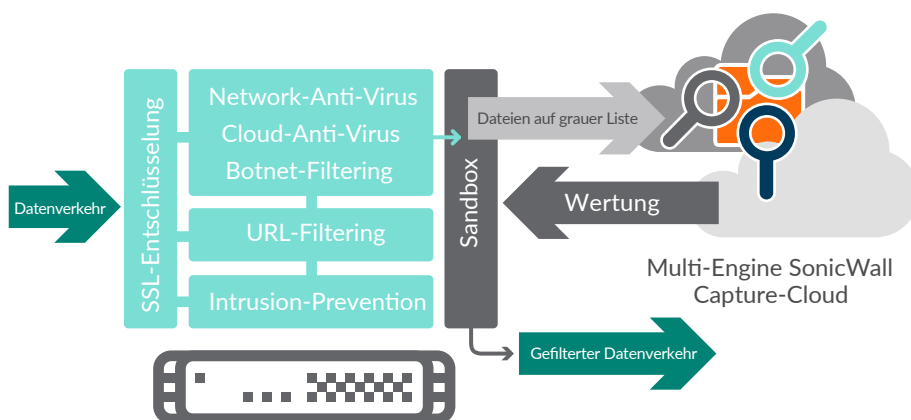 Datenverkehr
SSL-Entschlüsselung
Network-Anti-Virus
Cloud-Anti-Virus
Botnet-Filtering
URL-Filtering
Intrusion-Prevention
Sandbox
Dateien auf grauer Liste
Wertung
Multi-Engine SonicWall
Capture-Cloud
Gefilterter Datenverkehr